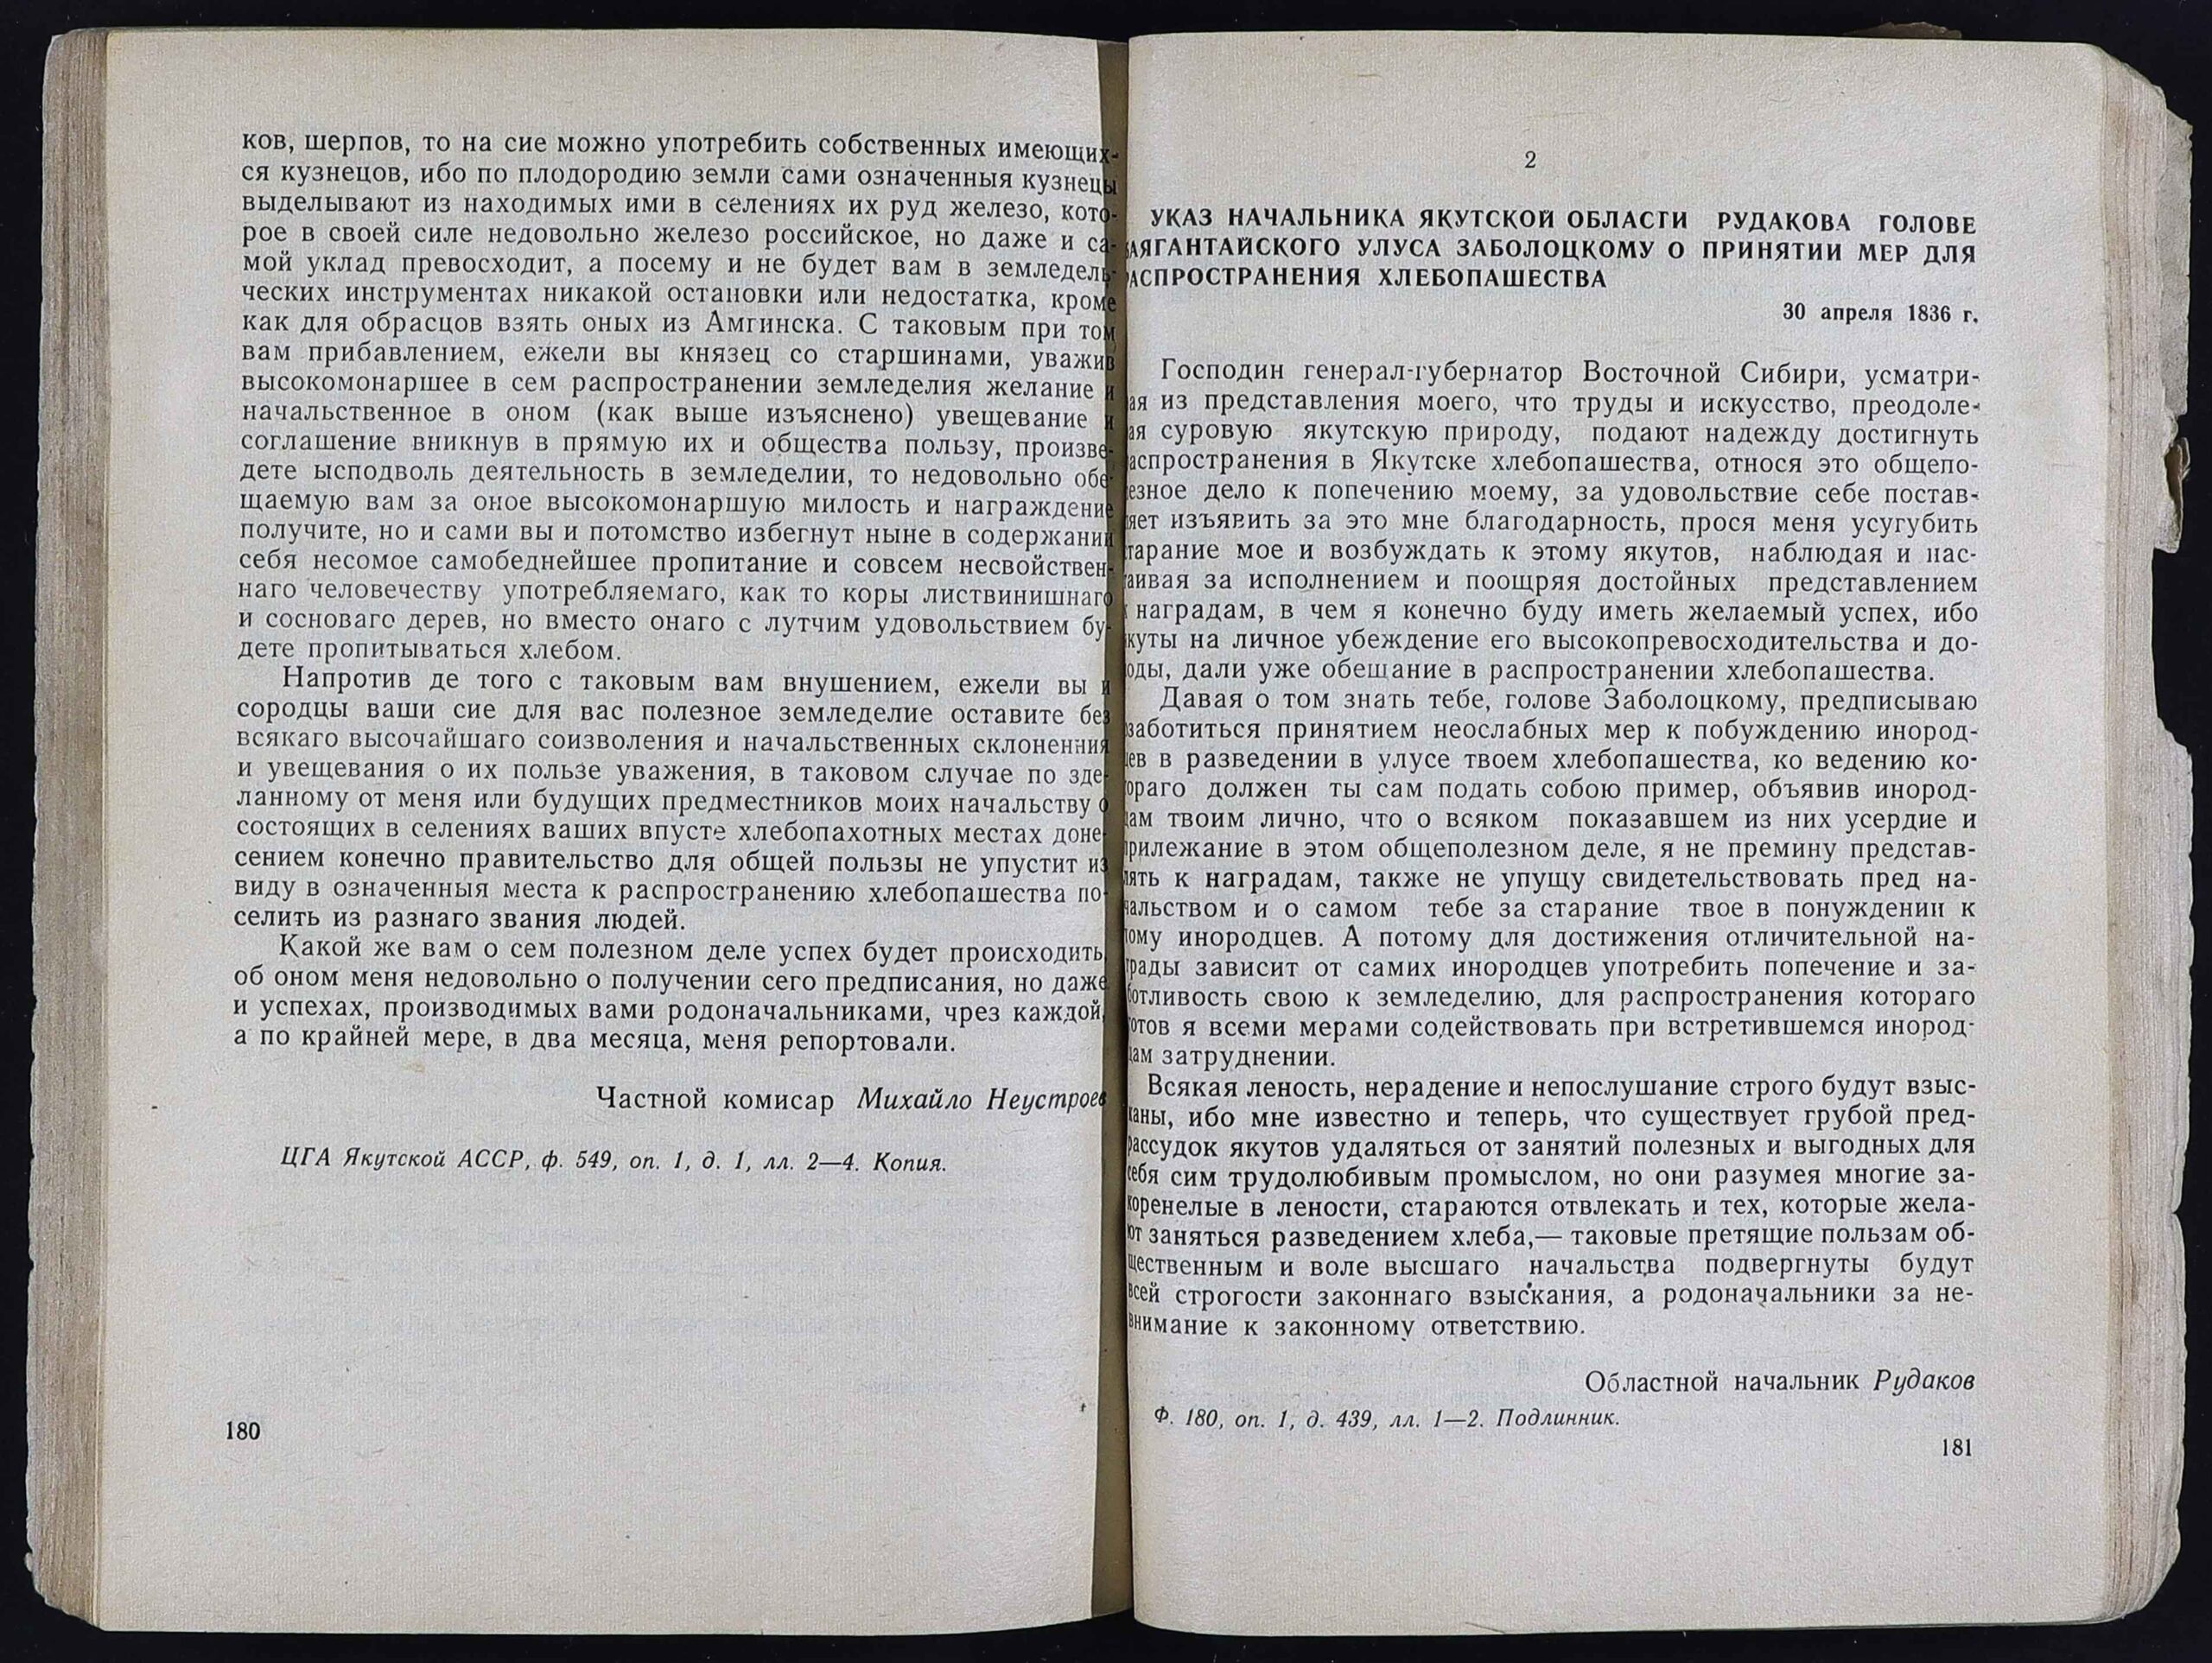 ков, шерпов, то на сие можно употребить собственных имеющих-
ся кузнецов, ибо по плодородию земли сами означенныя кузнецы
выделывают из находимых ими в селениях их руд железо, кото-
рое в своей силе недовольно железо российское, но даже и са-
мой уклад превосходит, а посему и не будет вам в земледель-
ческих инструментах никакой остановки или недостатка, кроме
как для обрасцов взять оных из Амгинска. С таковым при том
вам прибавлением, ежели вы князец со старшинами, уважив
высокомонаршее в сем распространении земледелия желание и
начальственное в оном (как выше изъяснено) увещевание и
соглашение вникнув в прямую их и общества пользу, произве-
дете ысподволь деятельность в земледелии, то недовольно обе-
щаемую вам за оное высокомонаршую милость и награждение
получите, но и сами вы и потомство избегнут ныне в содержании
себя несомое самобеднейшее пропитание и совсем несвойствен-
наго человечеству употребляемаго, как то коры листвинишнаго
и сосноваго дерев, но вместо онаго с лутчим удовольствием бу-
дете пропитываться хлебом.
Напротив де того с таковым вам внушением, ежели вы и
сородцы ваши сие для вас полезное земледелие оставите без
всякаго высочайшаго соизволения и начальственных склонения
и увещевания о их пользе уважения, в таковом случае по зде-
ланному от меня или будущих предместников моих начальству о
состоящих в селениях ваших впусте хлебопахотных местах доне-
сением конечно правительство для общей пользы не упустит из
виду в означенныя места к распространению хлебопашества по-
селить из разнаго звания людей.
Какой же вам о сем полезном деле успех будет происходить,
об оном меня недовольно о получении сего предписания, но даже
и успехах, производимых вами родоначальниками, чрез каждой,
а по крайней мере, в два месяца, меня репортовали.
Частной комисар Михайло Неустроев
ЦГА Якутской АССР, ф. 549, оп. 1, д. 1, лл. 2—4. Копия.
180
2
УКАЗ НАЧАЛЬНИКА ЯКУТСКОЙ ОБЛАСТИ РУДАКОВА ГОЛОВЕ
БАЯГАНТАЙСКОГО УЛУСА ЗАБОЛОЦКОМУ О ПРИНЯТИИ МЕР ДЛЯ
РАСПРОСТРАНЕНИЯ ХЛЕБОПАШЕСТВА
30 апреля 1836 г.
Господин генерал-губернатор Восточной Сибири, усматри-
вая из представления моего, что труды и искусство, преодоле-
вая суровую якутскую природу, подают надежду достигнуть
распространения в Якутске хлебопашества, относя это общепо-
лезное дело к попечению моему, за удовольствие себе постав-
ляет изъявить за это мне благодарность, прося меня усугубить
старание мое и возбуждать к этому якутов, наблюдая и нас-
таивая за исполнением и поощряя достойных представлением
к наградам, в чем я конечно буду иметь желаемый успех, ибо
якуты на личное убеждение его высокопревосходительства и до-
воды, дали уже обещание в распространении хлебопашества.
Давая о том знать тебе, голове Заболоцкому, предписываю
озаботиться принятием неослабных мер к побуждению инород-
цев в разведении в улусе твоем хлебопашества, ко ведению ко-
тораго должен ты сам подать собою пример, объявив инород-
цам твоим лично, что о всяком показавшем из них усердие и
прилежание в этом общеполезном деле, я не премину представ-
лять к наградам, также не упущу свидетельствовать пред на-
чальством и о самом тебе за старание твое в понуждении к
тому инородцев. А потому для достижения отличительной на-
грады зависит от самих инородцев употребить попечение и за-
ботливость свою к земледелию, для распространения котораго
готов я всеми мерами содействовать при встретившемся инород-
цам затруднении.
Всякая леность, нерадение и непослушание строго будут взыс-
каны, ибо мне известно и теперь, что существует грубой пред-
рассудок якутов удаляться от занятий полезных и выгодных для
себя сим трудолюбивым промыслом, но они разумея многие за-
коренелые в лености, стараются отвлекать и тех, которые жела-
ют заняться разведением хлеба,— таковые претящие пользам об-
щественным и воле высшаго начальства подвергнуты будут
всей строгости законнаго взыскания, а родоначальники за не-
внимание к законному ответствию.
Областной начальник Рудаков
Ф. 180, оп. 1, д. 439, лл. 1—2. Подлинник.
181